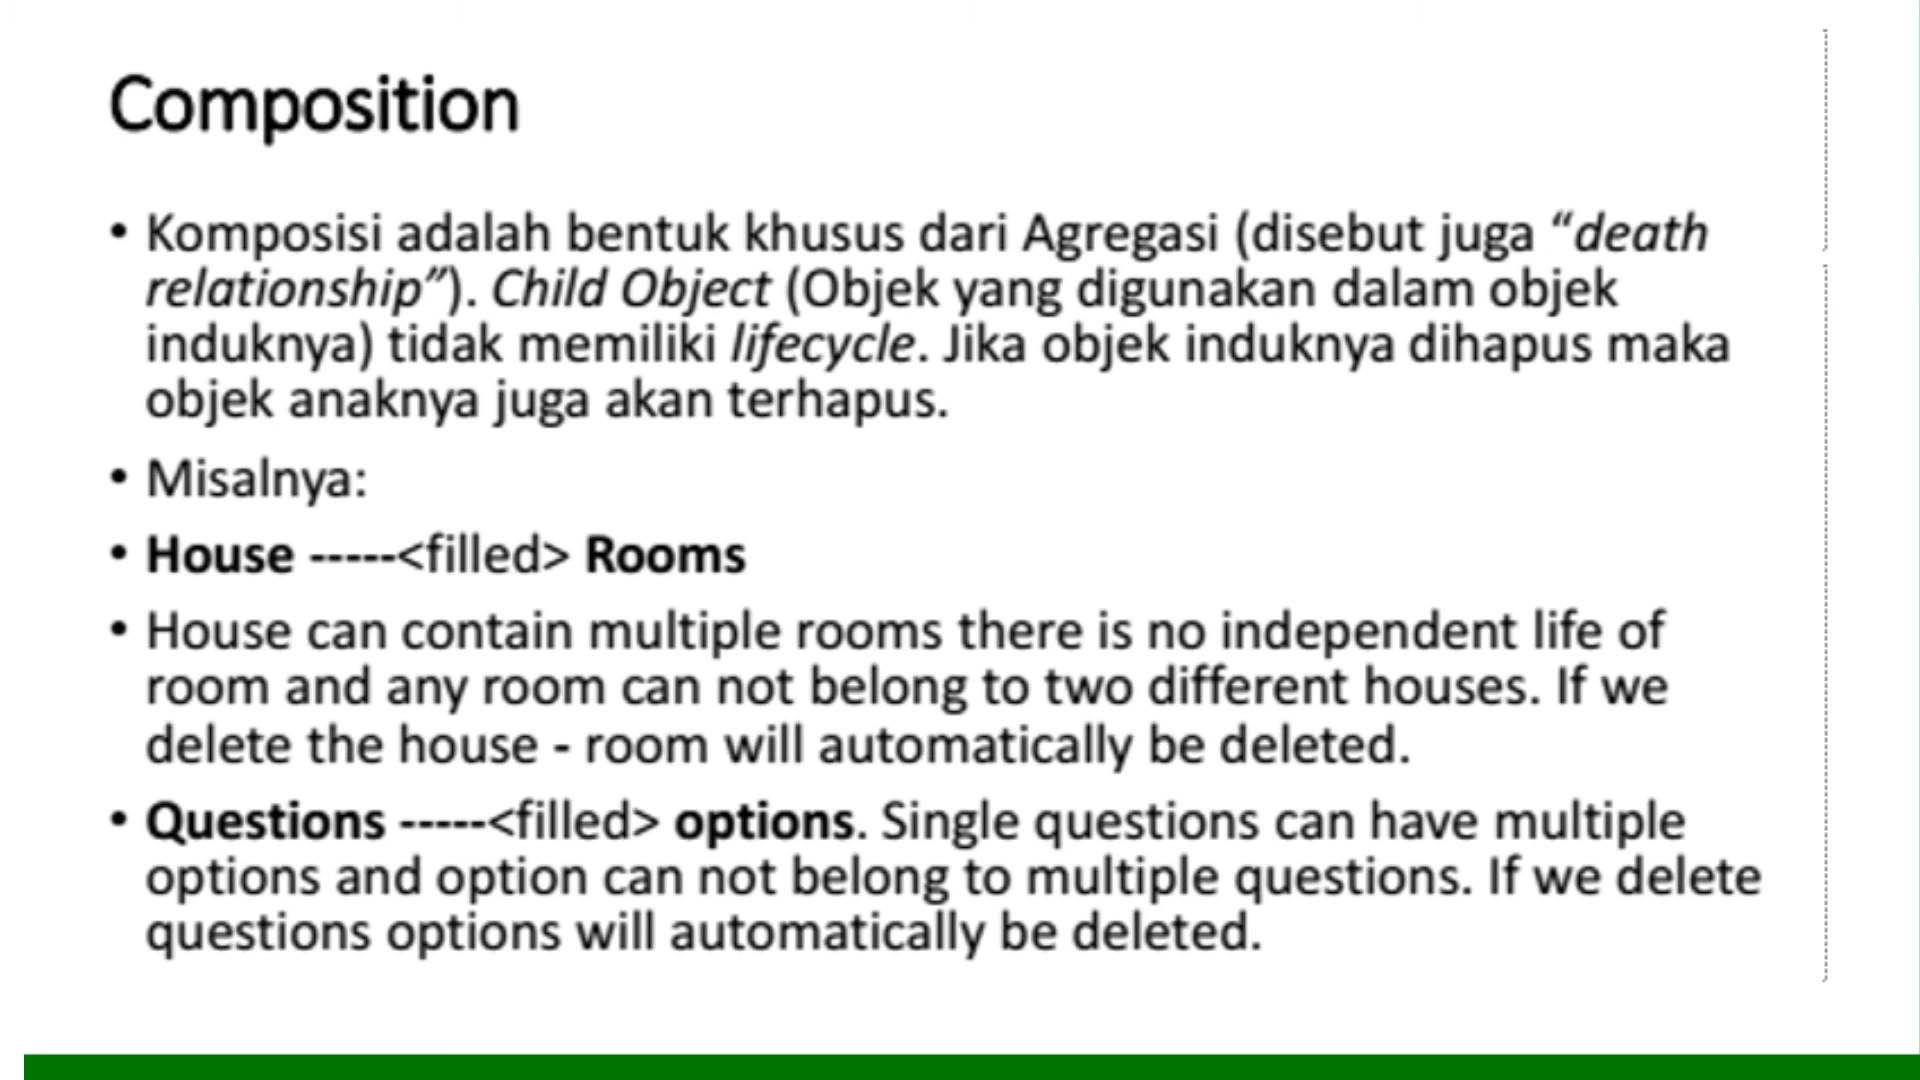 Composition
• Komposisi adalah bentuk khusus dari Agregasi (disebut juga “death
relationship”). Child Object (Objek yang digunakan dalam objek
induknya) tidak memiliki lifecycle. Jika objek induknya dihapus maka
objek anaknya juga akan terhapus.
• Misalnya:
• House -----<filled> Rooms
• House can contain multiple rooms there is no independent life of
room and any room can not belong to two different houses. If we
delete the house - room will automatically be deleted.
• Questions -----<filled> options. Single questions can have multiple
options and option can not belong to multiple questions. If we delete
questions options will automatically be deleted.